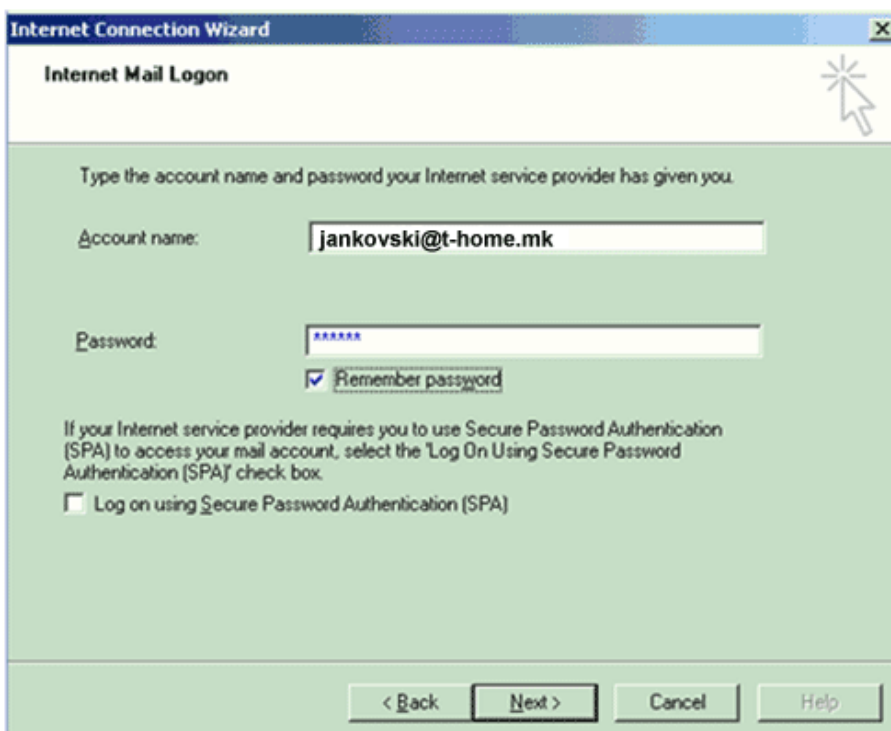 Internet Connection Wizard
Internet Mail Logon
Type the account name and password your Internet service provider has given you.
Account name:
jankovski@t-home.mk
Password:
******
Remember password
If your Internet service provider requires you to use Secure Password Authentication
(SPA) to access your mail account, select the 'Log On Using Secure Password
Authentication (SPA)' check box.
Log on using Secure Password Authentication (SPA)
< Back Next > Cancel Help